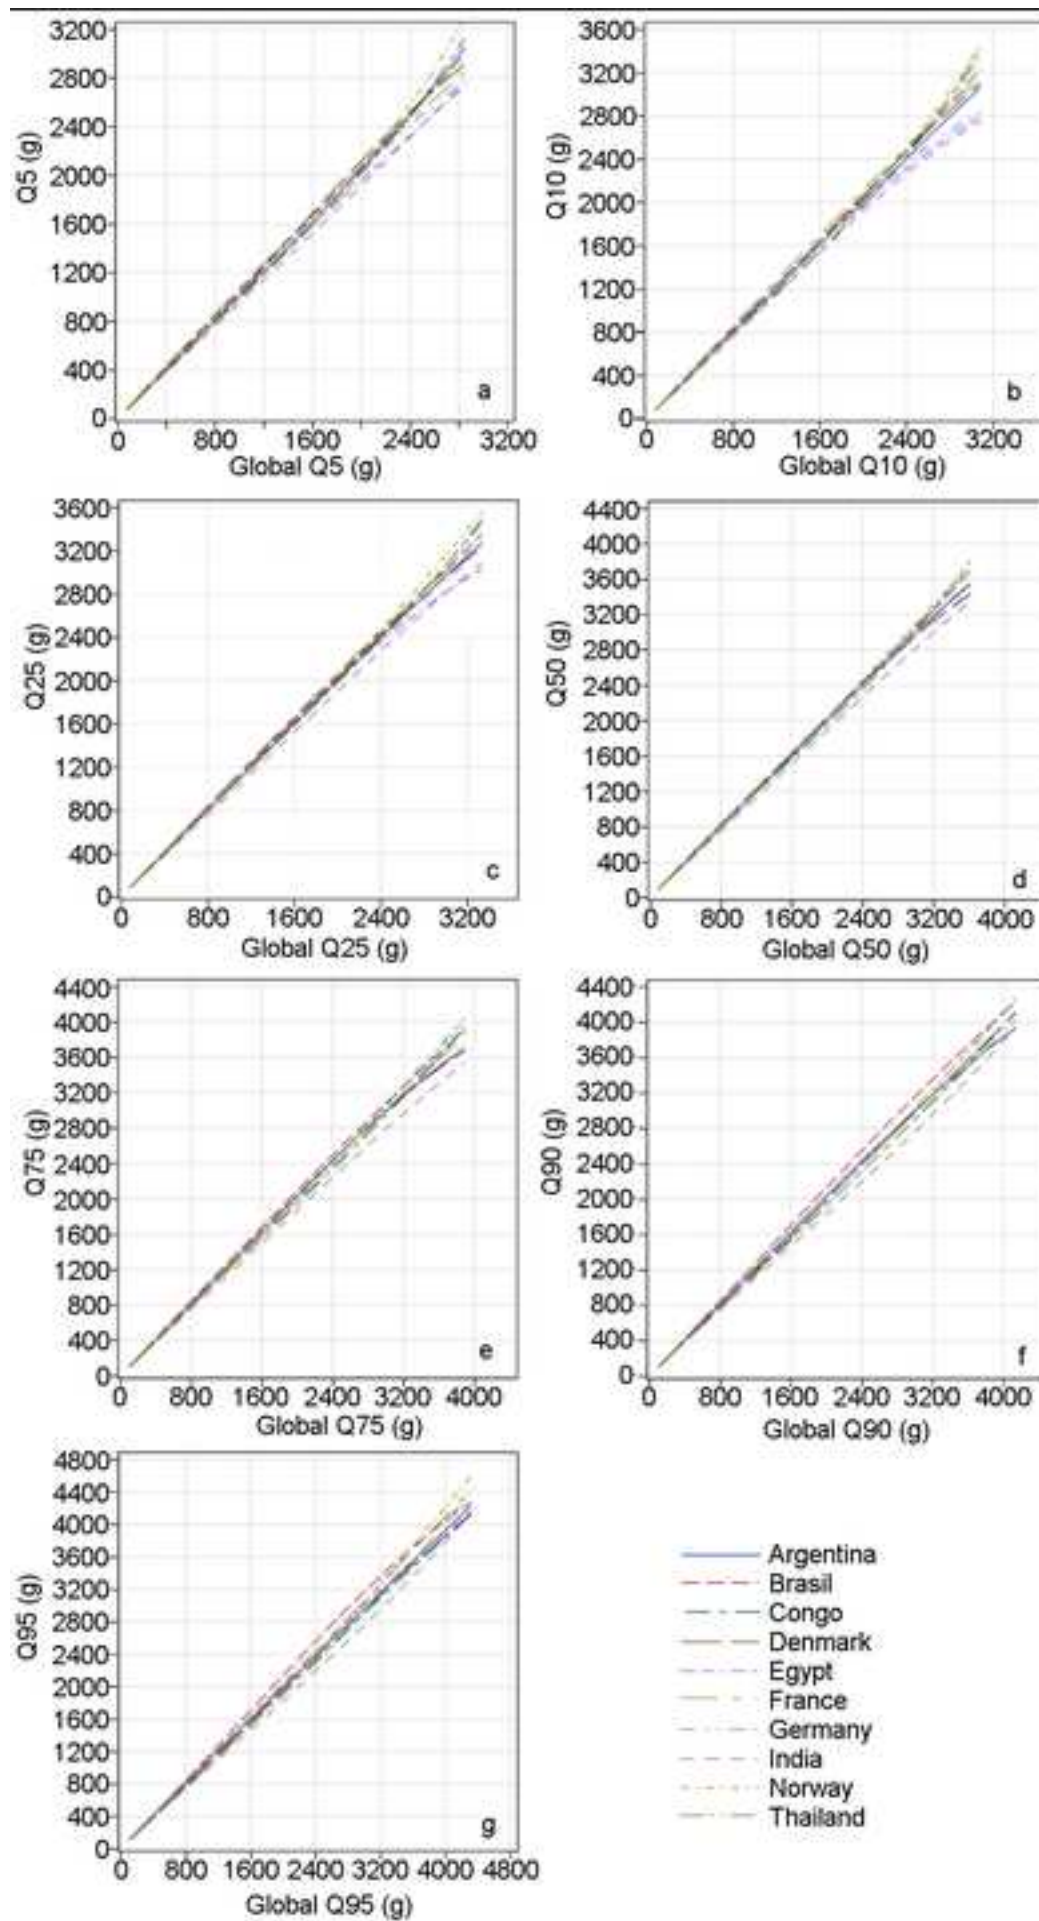 3200
2800
2400
2000
1600
1200
800
400
0
Q5 (g)
a
0 800 1600 2400 3200
Global Q5 (g)
3600
3200
2800
2400
2000
1600
1200
800
400
0
Q10 (g)
b
0 800 1600 2400 3200
Global Q10 (g)
3600
3200
2800
2400
2000
1600
1200
800
400
0
Q25 (g)
c
0 800 1600 2400 3200
Global Q25 (g)
4400
4000
3600
3200
2800
2400
2000
1600
1200
800
400
0
Q50 (g)
d
0 800 1600 2400 3200 4000
Global Q50 (g)
4400
4000
3600
3200
2800
2400
2000
1600
1200
800
400
0
Q75 (g)
e
0 800 1600 2400 3200 4000
Global Q75 (g)
4400
4000
3600
3200
2800
2400
2000
1600
1200
800
400
0
Q90 (g)
f
0 800 1600 2400 3200 4000
Global Q90 (g)
4800
4400
4000
3600
3200
2800
2400
2000
1600
1200
800
400
0
Q95 (g)
g
0 800 1600 2400 3200 4000 4800
Global Q95 (g)
Argentina
Brasil
Congo
Denmark
Egypt
France
Germany
India
Norway
Thailand